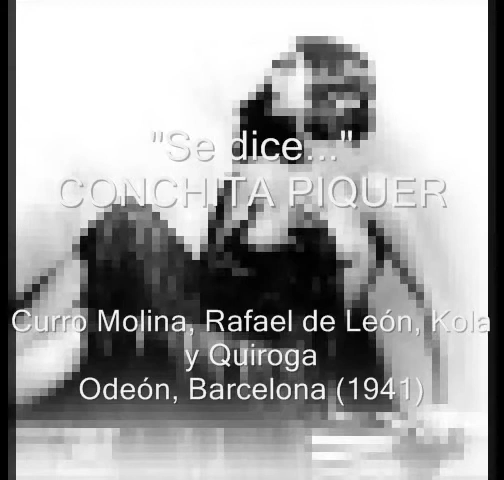 "Se dice..."
CONCHITA PIQUER
Curro Molina, Rafael de León, Kola
y Quiroga
Odeón, Barcelona (1941)